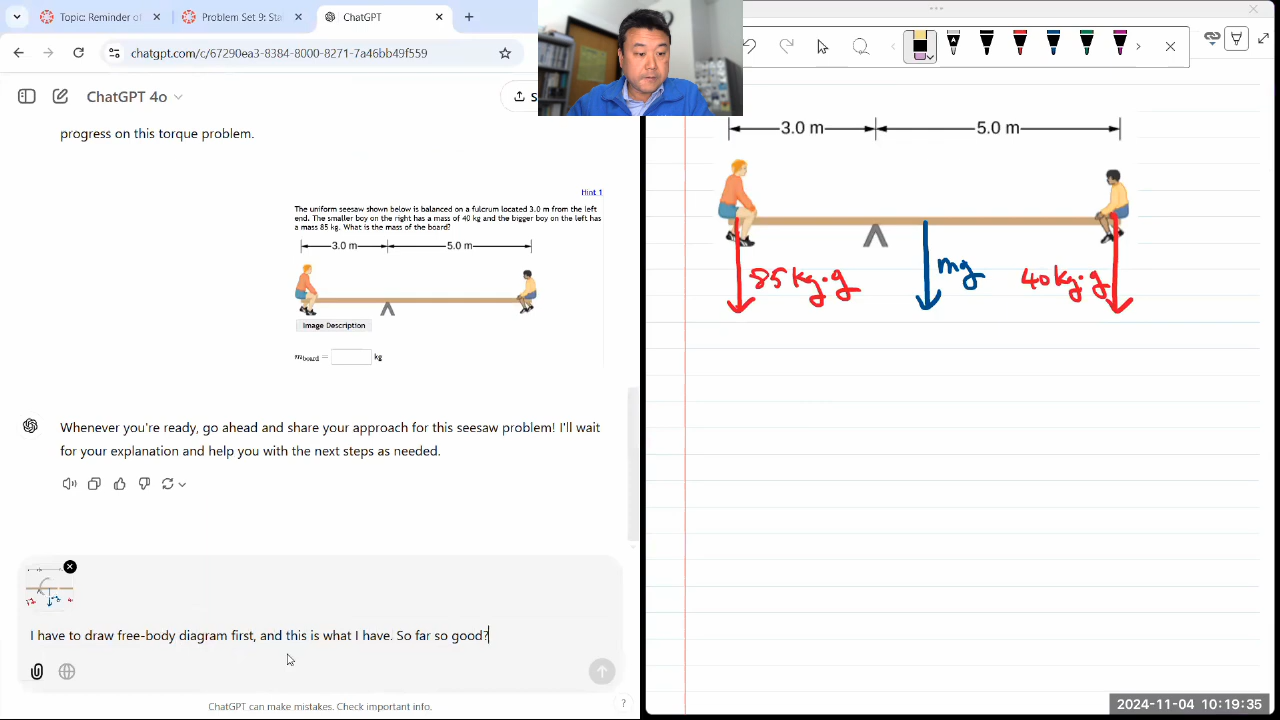 Topic: Reminder of
Problem Set 9: Sta
ChatGPT
chatgpt.com/c/
ChatGPT 4o
progress on this torque problem.
Hint 1
The uniform seesaw shown below is balanced on a fulcrum located 3.0 m from the left
end. The smaller boy on the right has a mass of 40 kg and the bigger boy on the left has
a mass 85 kg. What is the mass of the board?
3.0 m
5.0 m
Image Description
mboard = kg
Whenever you're ready, go ahead and share your approach for this seesaw problem! I'll wait
for your explanation and help you with the next steps as needed.
I have to draw free-body diagram first, and this is what I have. So far so good?
ChatGPT can make mistakes. Check important info.
?
3.0 m
5.0 m
85 kg·g
mg
40 kg·g
2024-11-04 10:19:35